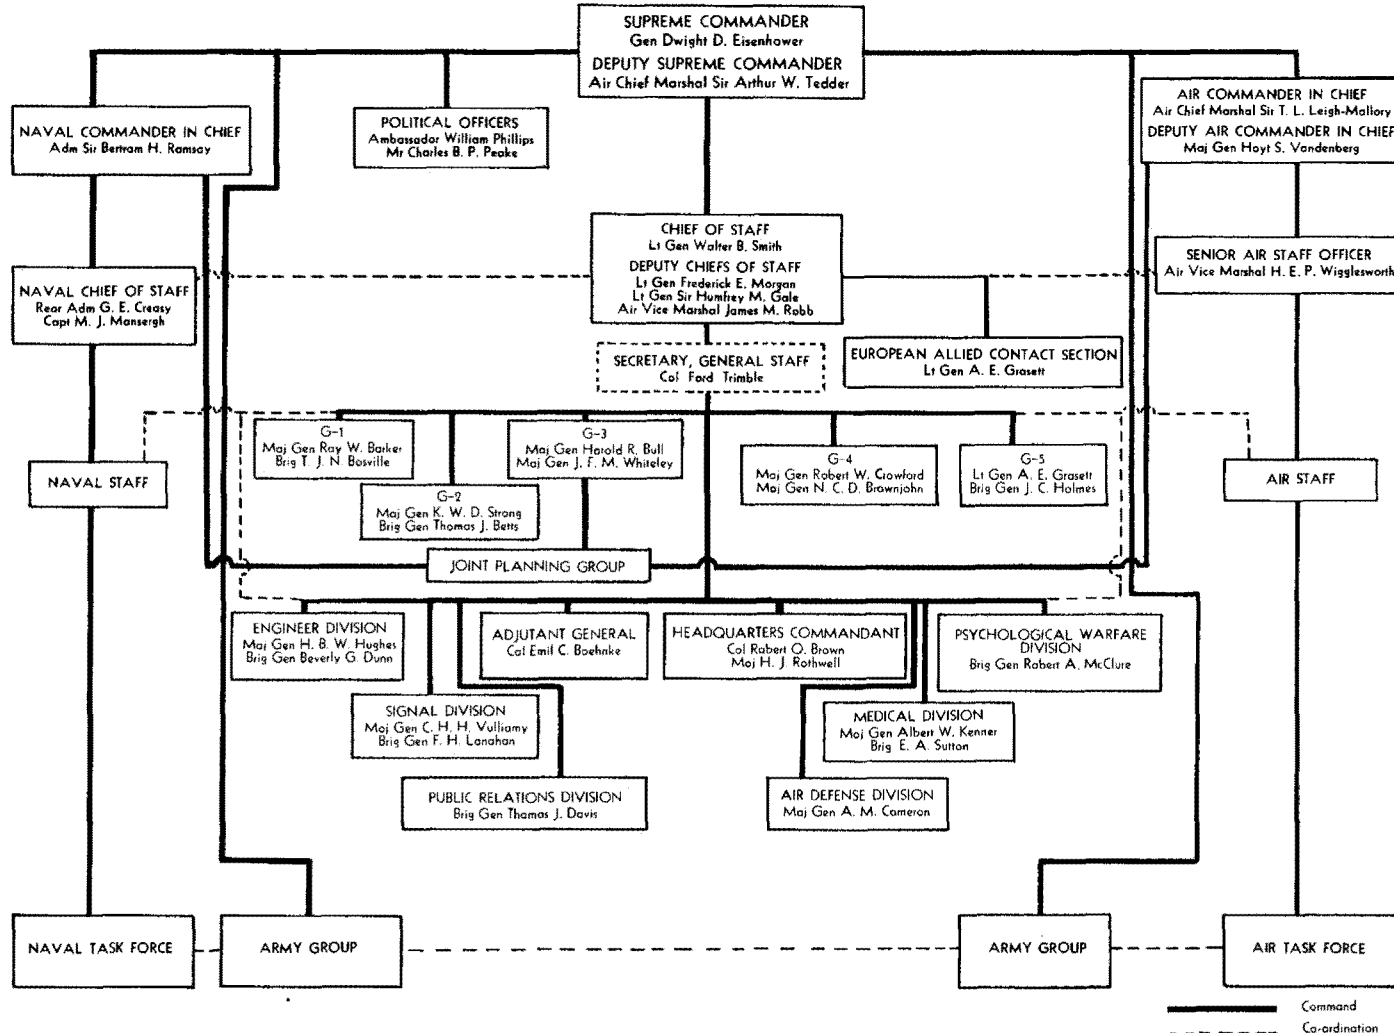 SUPREME COMMANDER
Gen Dwight D. Eisenhower
DEPUTY SUPREME COMMANDER
Air Chief Marshal Sir Arthur W. Tedder
NAVAL COMMANDER IN CHIEF
Adm Sir Bertram H. Ramsay
POLITICAL OFFICERS
Ambassador William Phillips
Mr Charles B. P. Peake
AIR COMMANDER IN CHIEF
Air Chief Marshal Sir T. L. Leigh-Mallory
DEPUTY AIR COMMANDER IN CHIEF
Maj Gen Hoyt S. Vandenberg
CHIEF OF STAFF
Lt Gen Walter B. Smith
DEPUTY CHIEFS OF STAFF
Lt Gen Frederick E. Morgan
Lt Gen Sir Humfrey M. Gale
Air Vice Marshal James M. Robb
SENIOR AIR STAFF OFFICER
Air Vice Marshal H. E. P. Wigglesworth
NAVAL CHIEF OF STAFF
Rear Adm G. E. Creasy
Capt M. J. Mansergh
SECRETARY, GENERAL STAFF
Col Ford Trimble
EUROPEAN ALLIED CONTACT SECTION
Lt Gen A. E. Grasett
G-1
Maj Gen Ray W. Barker
Brig T. J. N. Bosville
G-2
Maj Gen K. W. D. Strong
Brig Gen Thomas J. Betts
G-3
Maj Gen Harold R. Bull
Maj Gen J. F. M. Whiteley
G-4
Maj Gen Robert W. Crawford
Maj Gen N. C. D. Brownjohn
G-5
Lt Gen A. E. Grasett
Brig Gen J. C. Holmes
NAVAL STAFF
AIR STAFF
JOINT PLANNING GROUP
ENGINEER DIVISION
Maj Gen H. B. W. Hughes
Brig Gen Beverly G. Dunn
ADJUTANT GENERAL
Col Emil C. Boehnke
HEADQUARTERS COMMANDANT
Col Robert Q. Brown
Maj H. J. Rothwell
PSYCHOLOGICAL WARFARE
DIVISION
Brig Gen Robert A. McClure
SIGNAL DIVISION
Maj Gen C. H. H. Vulliamy
Brig Gen F. H. Lanahan
MEDICAL DIVISION
Maj Gen Albert W. Kenner
Brig E. A. Sutton
PUBLIC RELATIONS DIVISION
Brig Gen Thomas J. Davis
AIR DEFENSE DIVISION
Maj Gen A. M. Cameron
NAVAL TASK FORCE
ARMY GROUP
ARMY GROUP
AIR TASK FORCE
Command
Co-ordination